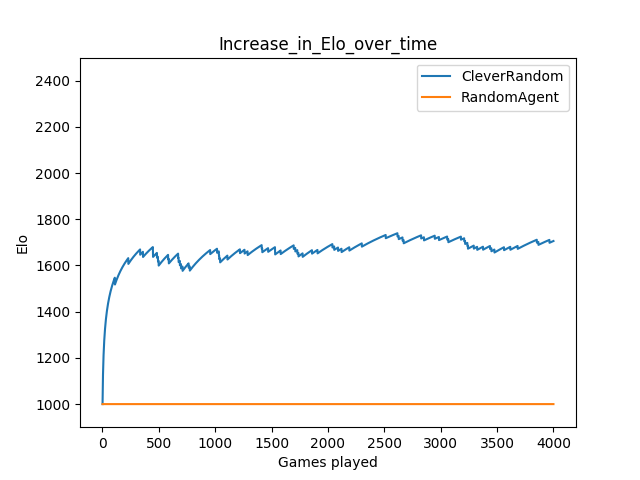 Increase_in_Elo_over_time
CleverRandom
RandomAgent
Elo
2400
2200
2000
1800
1600
1400
1200
1000
0 500 1000 1500 2000 2500 3000 3500 4000
Games played